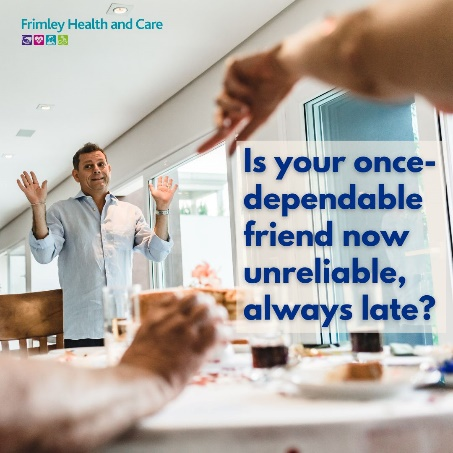 Frimley Health and Care
Is your once-
dependable
friend now
unreliable,
always late?